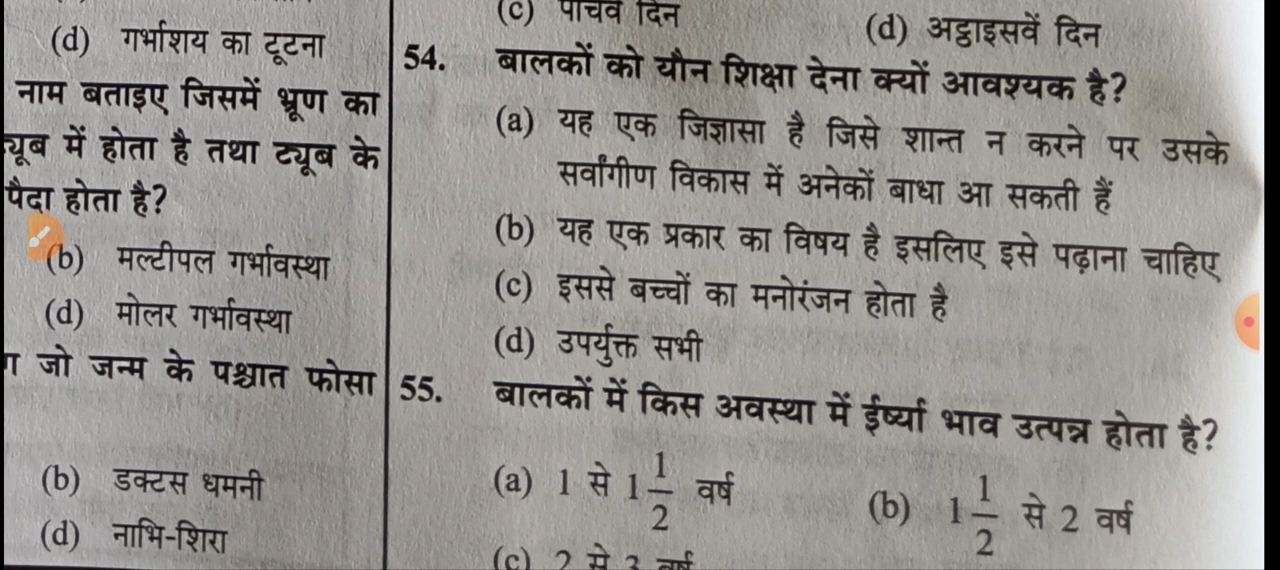 (d) गर्भाशय का टूटना
नाम बताइए जिसमें भ्रूण का
में होता है तथा ट्यूब के
पैदा होता है?
(b) मल्टीपल गर्भावस्था
(d) मोलर गर्भावस्था
जो जन्म के पश्चात फोसा
(b) डक्टस धमनी
(d) नाभि-शिरा
(c) पाचवें दिन (d) अट्ठाइसवें दिन
54. बालकों को यौन शिक्षा देना क्यों आवश्यक है?
(a) यह एक जिज्ञासा है जिसे शान्त न करने पर उसके
सर्वांगीण विकास में अनेकों बाधा आ सकती हैं
(b) यह एक प्रकार का विषय है इसलिए इसे पढ़ाना चाहिए
(c) इससे बच्चों का मनोरंजन होता है
(d) उपर्युक्त सभी
55. बालकों में किस अवस्था में ईर्ष्या भाव उत्पन्न होता है?
(a) 1 से 1 1/2 वर्ष (b) 1 1/2 से 2 वर्ष
(c) 2 से 3 वर्ष